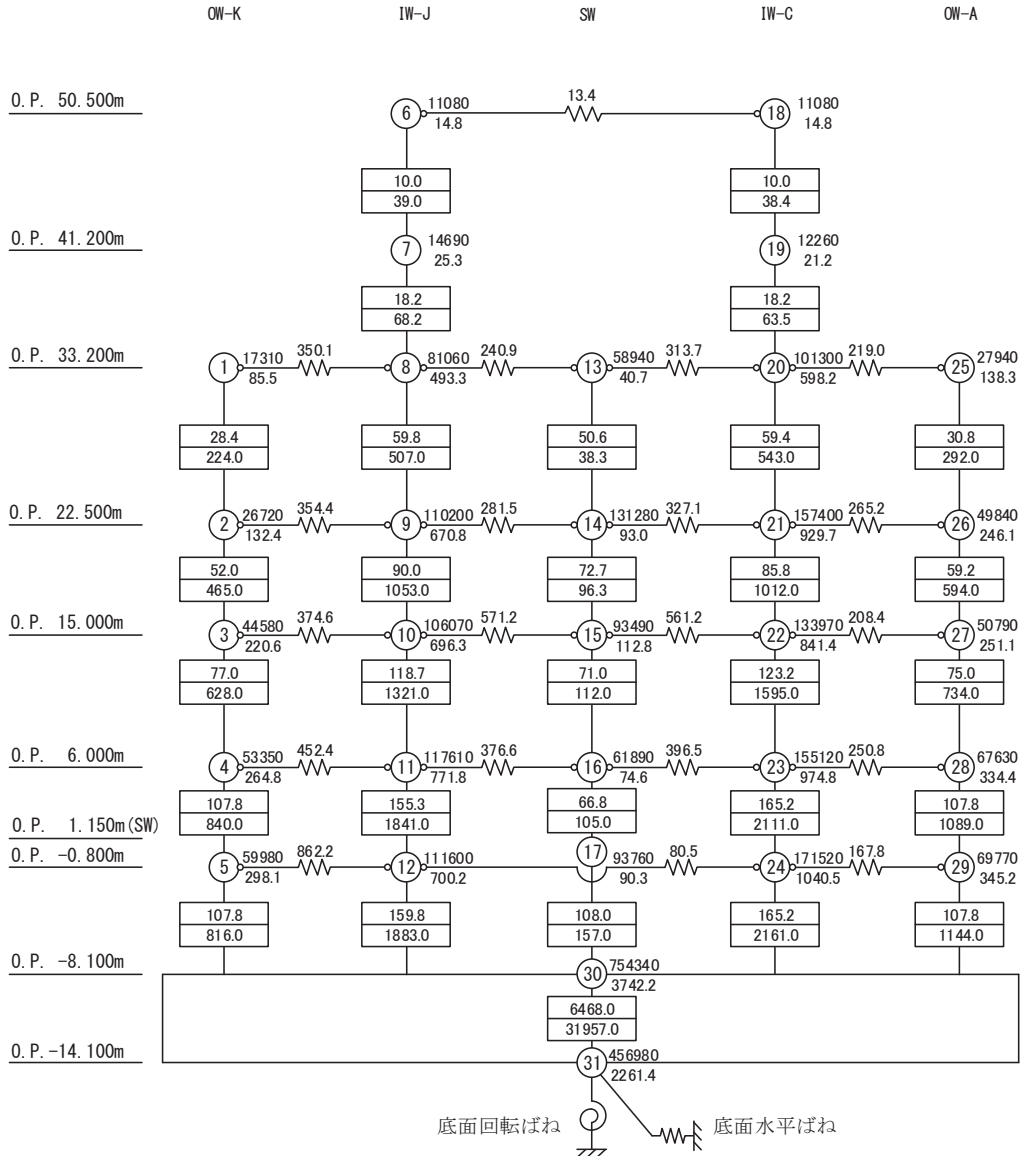 OW-K IW-J SW IW-C OW-A
O.P. 50.500m 6 11080 13.4 18 11080
14.8 14.8
10.0 10.0
39.0 38.4
O.P. 41.200m 7 14690 19 12260
25.3 21.2
18.2 18.2
68.2 63.5
O.P. 33.200m 1 17310 350.1 8 81060 240.9 13 58940 313.7 20 101300 219.0 25 27940
85.5 493.3 40.7 598.2 138.3
28.4 59.8 50.6 59.4 30.8
224.0 507.0 38.3 543.0 292.0
O.P. 22.500m 2 26720 354.4 9 110200 281.5 14 131280 327.1 21 157400 265.2 26 49840
132.4 670.8 93.0 929.7 246.1
52.0 90.0 72.7 85.8 59.2
465.0 1053.0 96.3 1012.0 594.0
O.P. 15.000m 3 44580 374.6 10 106070 571.2 15 93490 561.2 22 133970 208.4 27 50790
220.6 696.3 112.8 841.4 251.1
77.0 118.7 71.0 123.2 75.0
628.0 1321.0 112.0 1595.0 734.0
O.P. 6.000m 4 53350 452.4 11 117610 376.6 16 61890 396.5 23 155120 250.8 28 67630
264.8 771.8 74.6 974.8 334.4
107.8 155.3 66.8 165.2 107.8
840.0 1841.0 105.0 2111.0 1089.0
O.P. 1.150m(SW)
O.P. -0.800m 5 59980 862.2 12 111600 17 93760 80.5 24 171520 167.8 29 69770
298.1 700.2 90.3 1040.5 345.2
107.8 159.8 108.0 165.2 107.8
816.0 1883.0 157.0 2161.0 1144.0
O.P. -8.100m 30 754340
3742.2
6468.0
31957.0
O.P.-14.100m 31 456980
2261.4
底面回転ばね 底面水平ばね